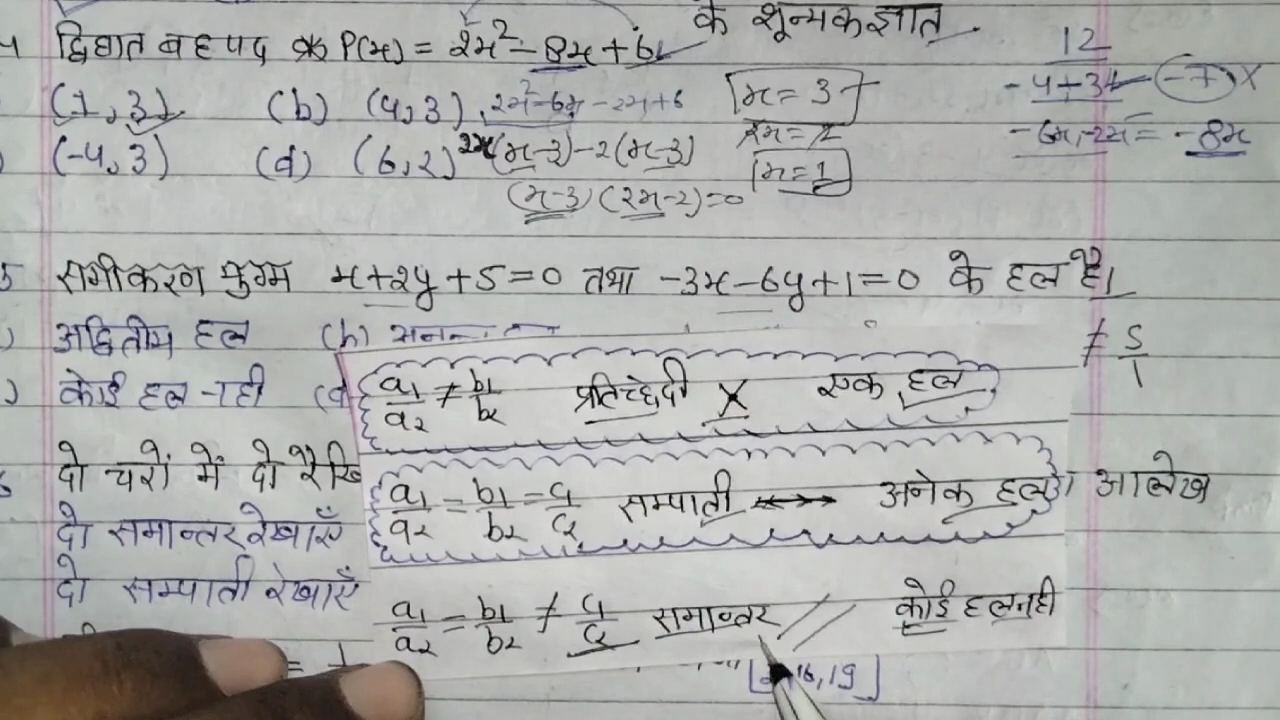 के शून्यक ज्ञात
द्विघात बहुपद P(x) = 2x² - 8x + 6
12
(1, 3) (b) (4, 3) 2x² - 6x - 2x + 6 x = 3
- 4 + 3 - 7 x
(-4, 3) (d) (6, 2) 2x(x-3) - 2(x-3) 2x = 2
- 6x, -2x = - 8x
(x-3) (2x-2) = 0 x = 1
5 समीकरण युग्म x+2y+5=0 तथा -3x-6y+1=0 के हल है।
अद्वितीय हल (b)
≠ 5/1
कोई हल नही
a₁/a₂ ≠ b₁/b₂ प्रतिच्छेदी X एक हल
दो चरों में दो रैखि
a₁/a₂ = b₁/b₂ = c₁/c₂ सम्पाती ↔ अनेक हल आलेख
दो समान्तर रेखाएँ
दो सम्पाती रेखाएँ
a₁/a₂ = b₁/b₂ ≠ c₁/c₂ समान्तर // कोई हल नही
16, 19]